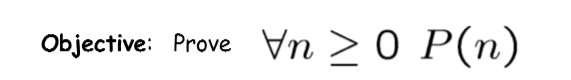 Objective: Prove ∀n ≥ 0 P(n)